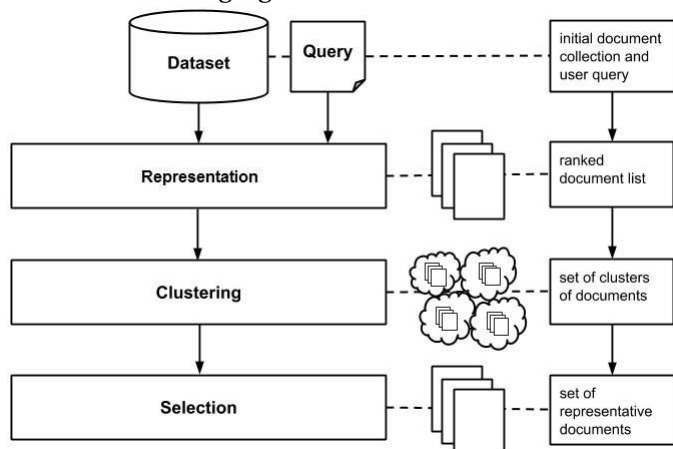 Dataset
Query
initial document
collection and
user query
Representation
ranked
document list
Clustering
set of clusters
of documents
Selection
set of
representative
documents